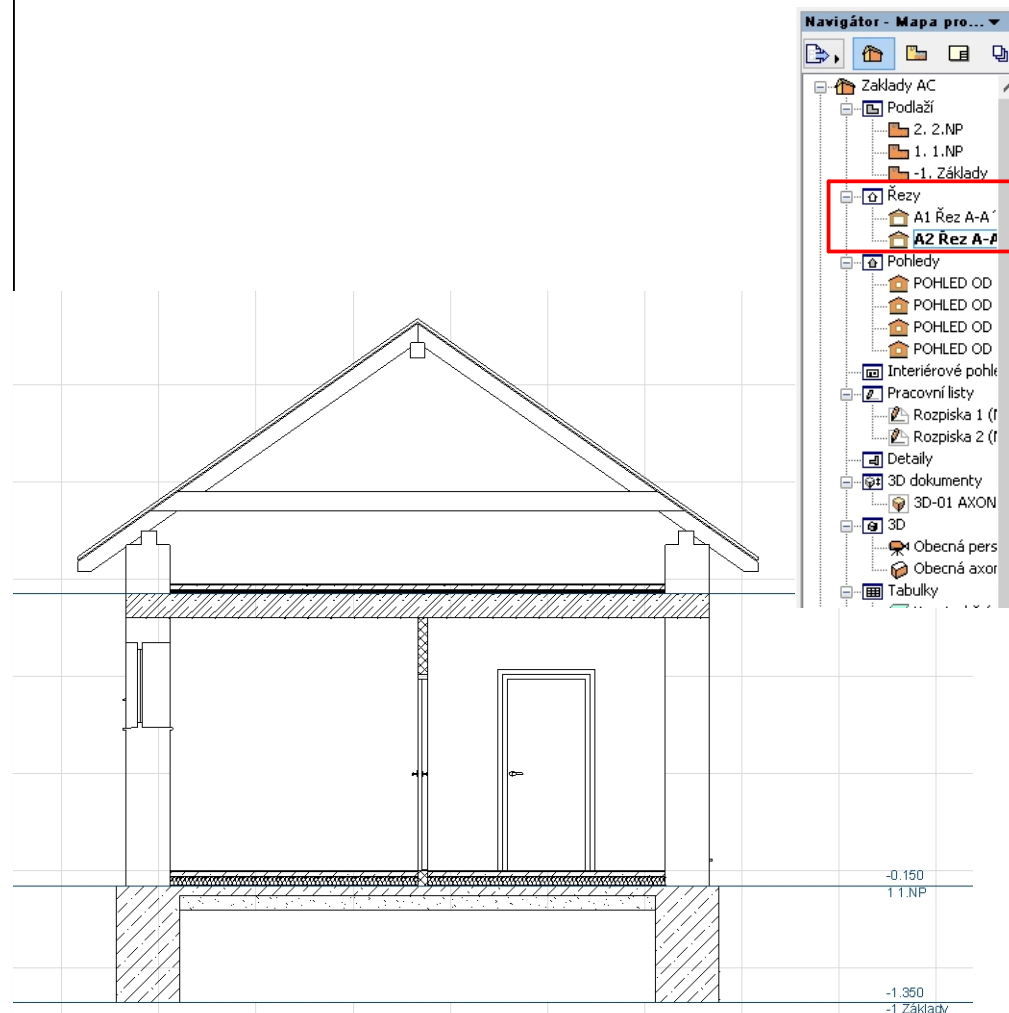 Navigátor - Mapa pro...
Zaklady AC
Podlaží
2. 2.NP
1. 1.NP
-1. Základy
Řezy
A1 Řez A-A´
A2 Řez A-A
Pohledy
POHLED OD
POHLED OD
POHLED OD
POHLED OD
Interiérové pohle
Pracovní listy
Rozpiska 1 (
Rozpiska 2 (
Detaily
3D dokumenty
3D-01 AXON
3D
Obecná pers
Obecná axor
Tabulky
-0.150
1 1.NP
-1.350
-1 Základy